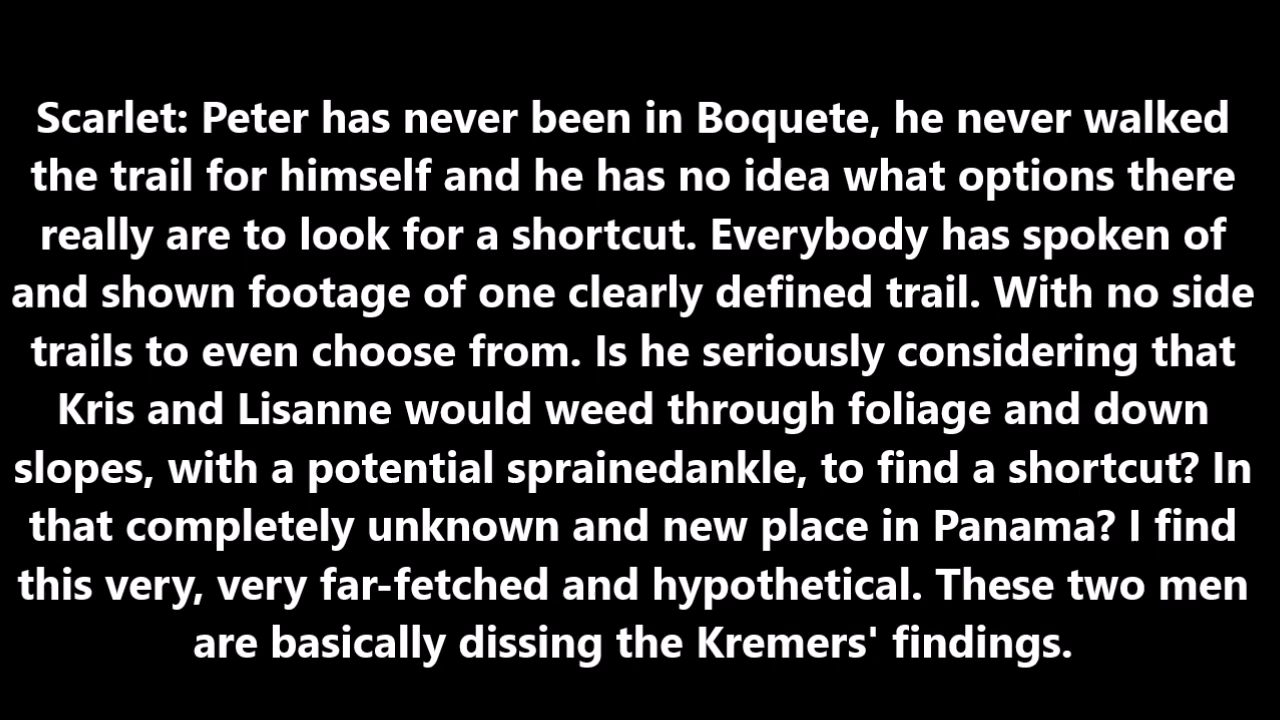 Scarlet: Peter has never been in Boquete, he never walked
the trail for himself and he has no idea what options there
really are to look for a shortcut. Everybody has spoken of
and shown footage of one clearly defined trail. With no side
trails to even choose from. Is he seriously considering that
Kris and Lisanne would weed through foliage and down
slopes, with a potential sprainedankle, to find a shortcut? In
that completely unknown and new place in Panama? I find
this very, very far-fetched and hypothetical. These two men
are basically dissing the Kremers' findings.